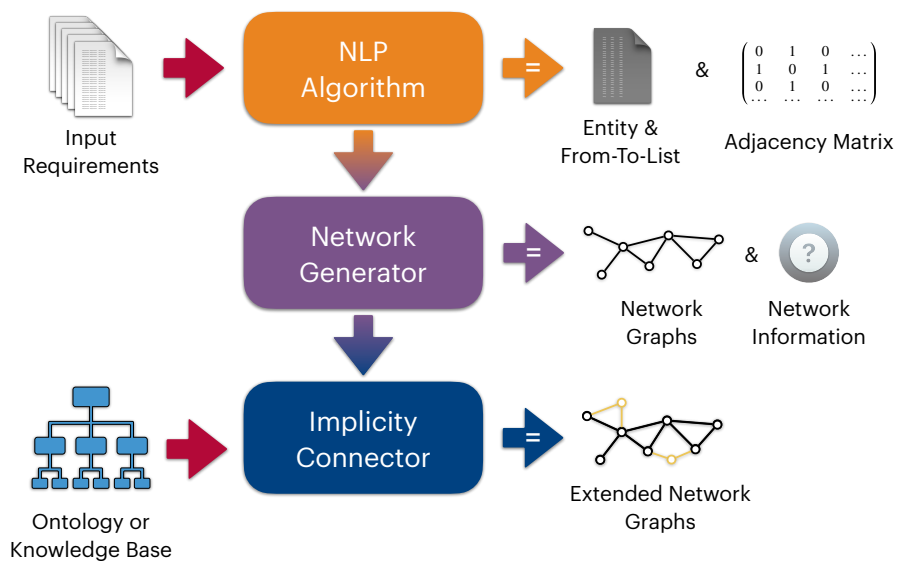 NLP
Algorithm
=
&
0 1 0 ...
1 0 1 ...
0 1 0 ...
... ... ... ...
Input
Requirements
Entity &
From-To-List
Adjacency Matrix
Network
Generator
=
&
?
Network
Graphs
Network
Information
Implicity
Connector
=
Ontology or
Knowledge Base
Extended Network
Graphs